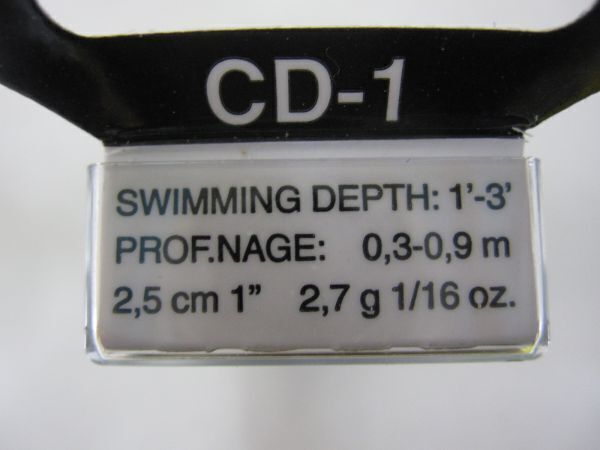 CD-1
SWIMMING DEPTH: 1'-3'
PROF.NAGE: 0,3-0,9 m
2,5 cm 1" 2,7 g 1/16 oz.